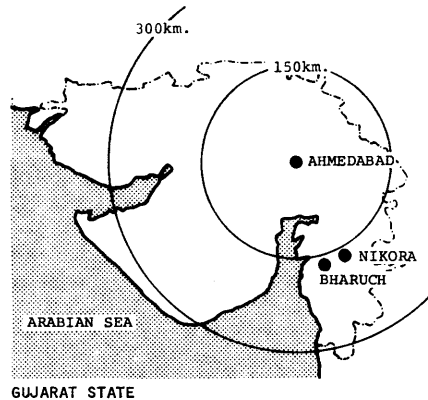 300km.
150km.
AHMEDABAD
NIKORA
BHARUCH
ARABIAN SEA
GUJARAT STATE